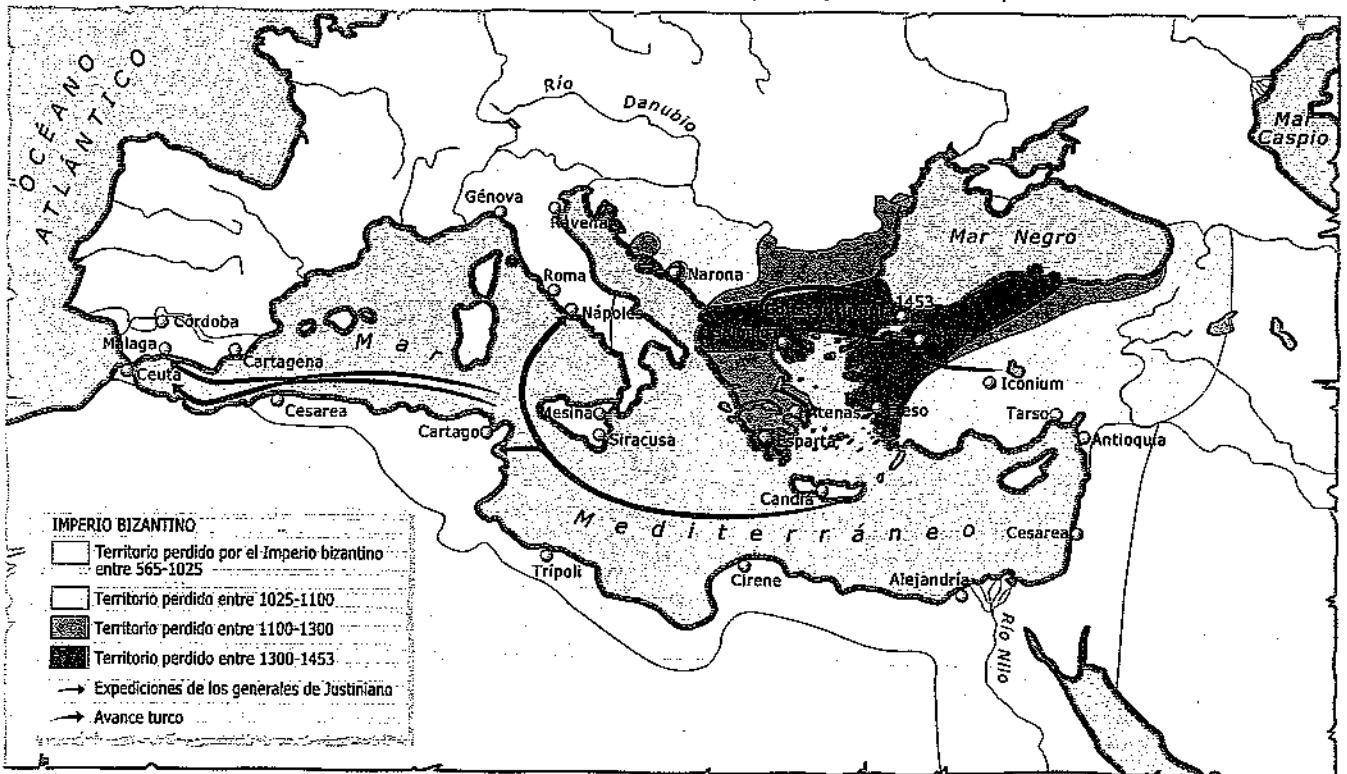 OCÉANO
ATLÁNTICO
Río
Danubio
Mar
Caspio
Génova
Ravena
Mar Negro
Narona
Roma
Nápoles
1453
Córdoba
Málaga
Cartagena
Ceuta
Mar
Iconium
Cesarea
Mesina
Atenas
Tarso
Cartago
Siracusa
Esparta
Antioquía
Candia
Mediterráneo
Cesarea
Trípoli
Cirene
Alejandría
Río Nilo
IMPERIO BIZANTINO
Territorio perdido por el Imperio bizantino
entre 565-1025
Territorio perdido entre 1025-1100
Territorio perdido entre 1100-1300
Territorio perdido entre 1300-1453
Expediciones de los generales de Justiniano
Avance turco